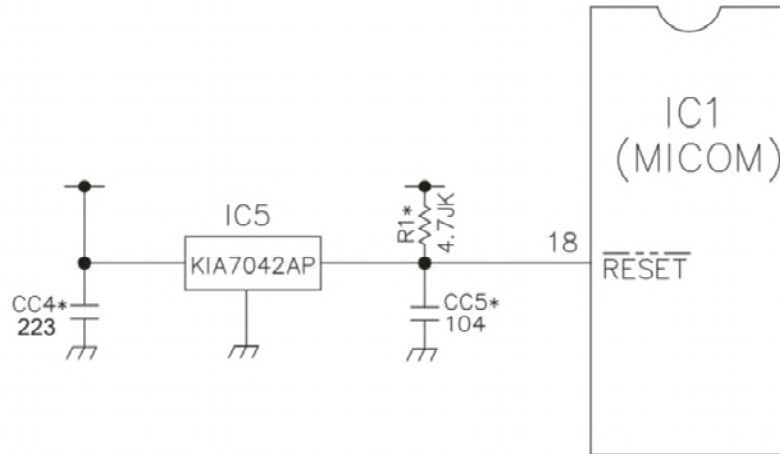 IC1
(MICOM)
IC5
KIA7042AP
R1*
4.7JK
18
RESET
CC4*
223
CC5*
104